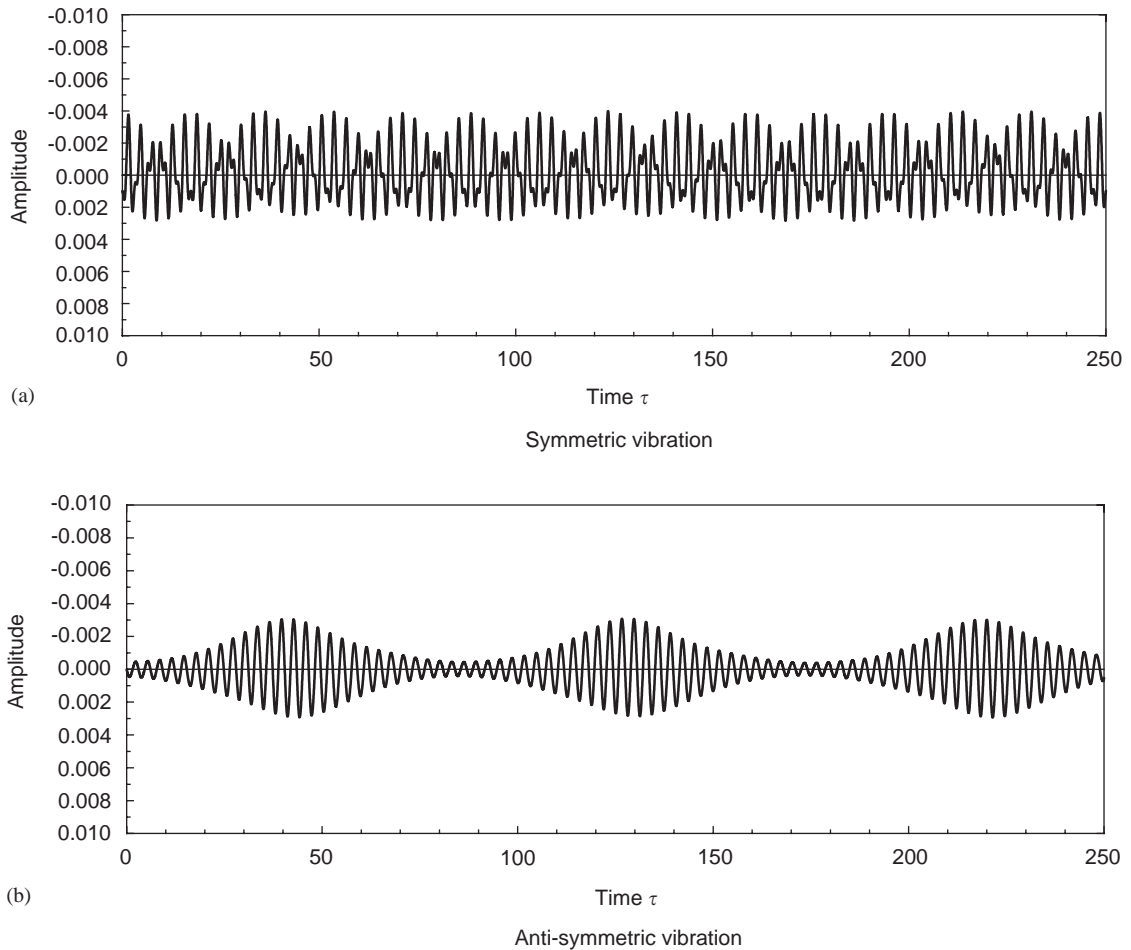 -0.010
-0.008
-0.006
-0.004
-0.002
0.000
0.002
0.004
0.006
0.008
0.010
Amplitude
0 50 100 150 200 250
Time τ
(a)
Symmetric vibration
-0.010
-0.008
-0.006
-0.004
-0.002
0.000
0.002
0.004
0.006
0.008
0.010
Amplitude
0 50 100 150 200 250
Time τ
(b)
Anti-symmetric vibration